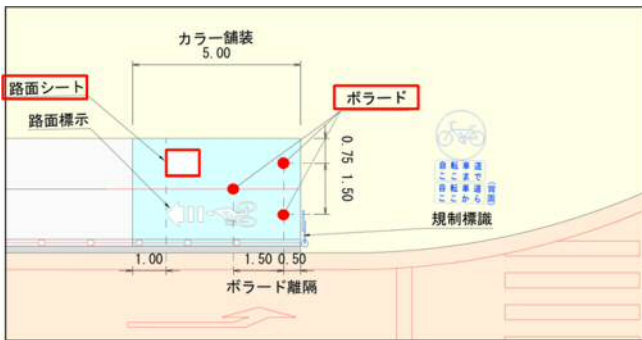 カラー舗装
5.00
路面シート
ボラード
路面標示
0.75
1.50
自転車道
ここまで
自転車道
ここから
(背面)
規制標識
1.00
1.50
0.50
ボラード離隔